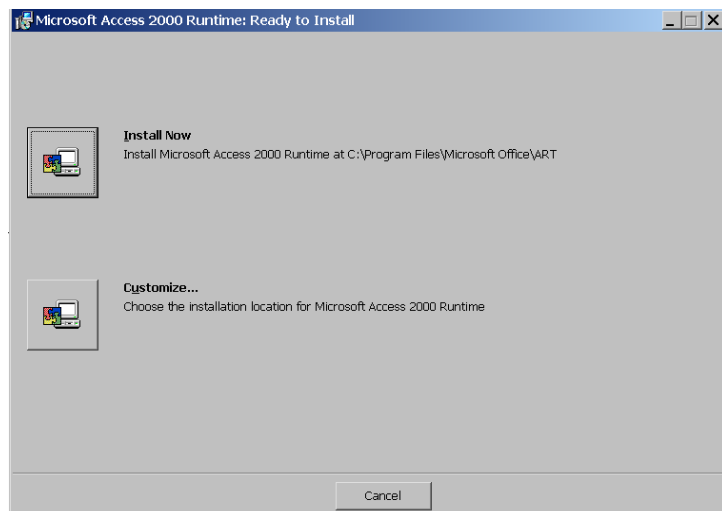 Microsoft Access 2000 Runtime: Ready to Install
Install Now
Install Microsoft Access 2000 Runtime at C:\Program Files\Microsoft Office\ART
Customize...
Choose the installation location for Microsoft Access 2000 Runtime
Cancel